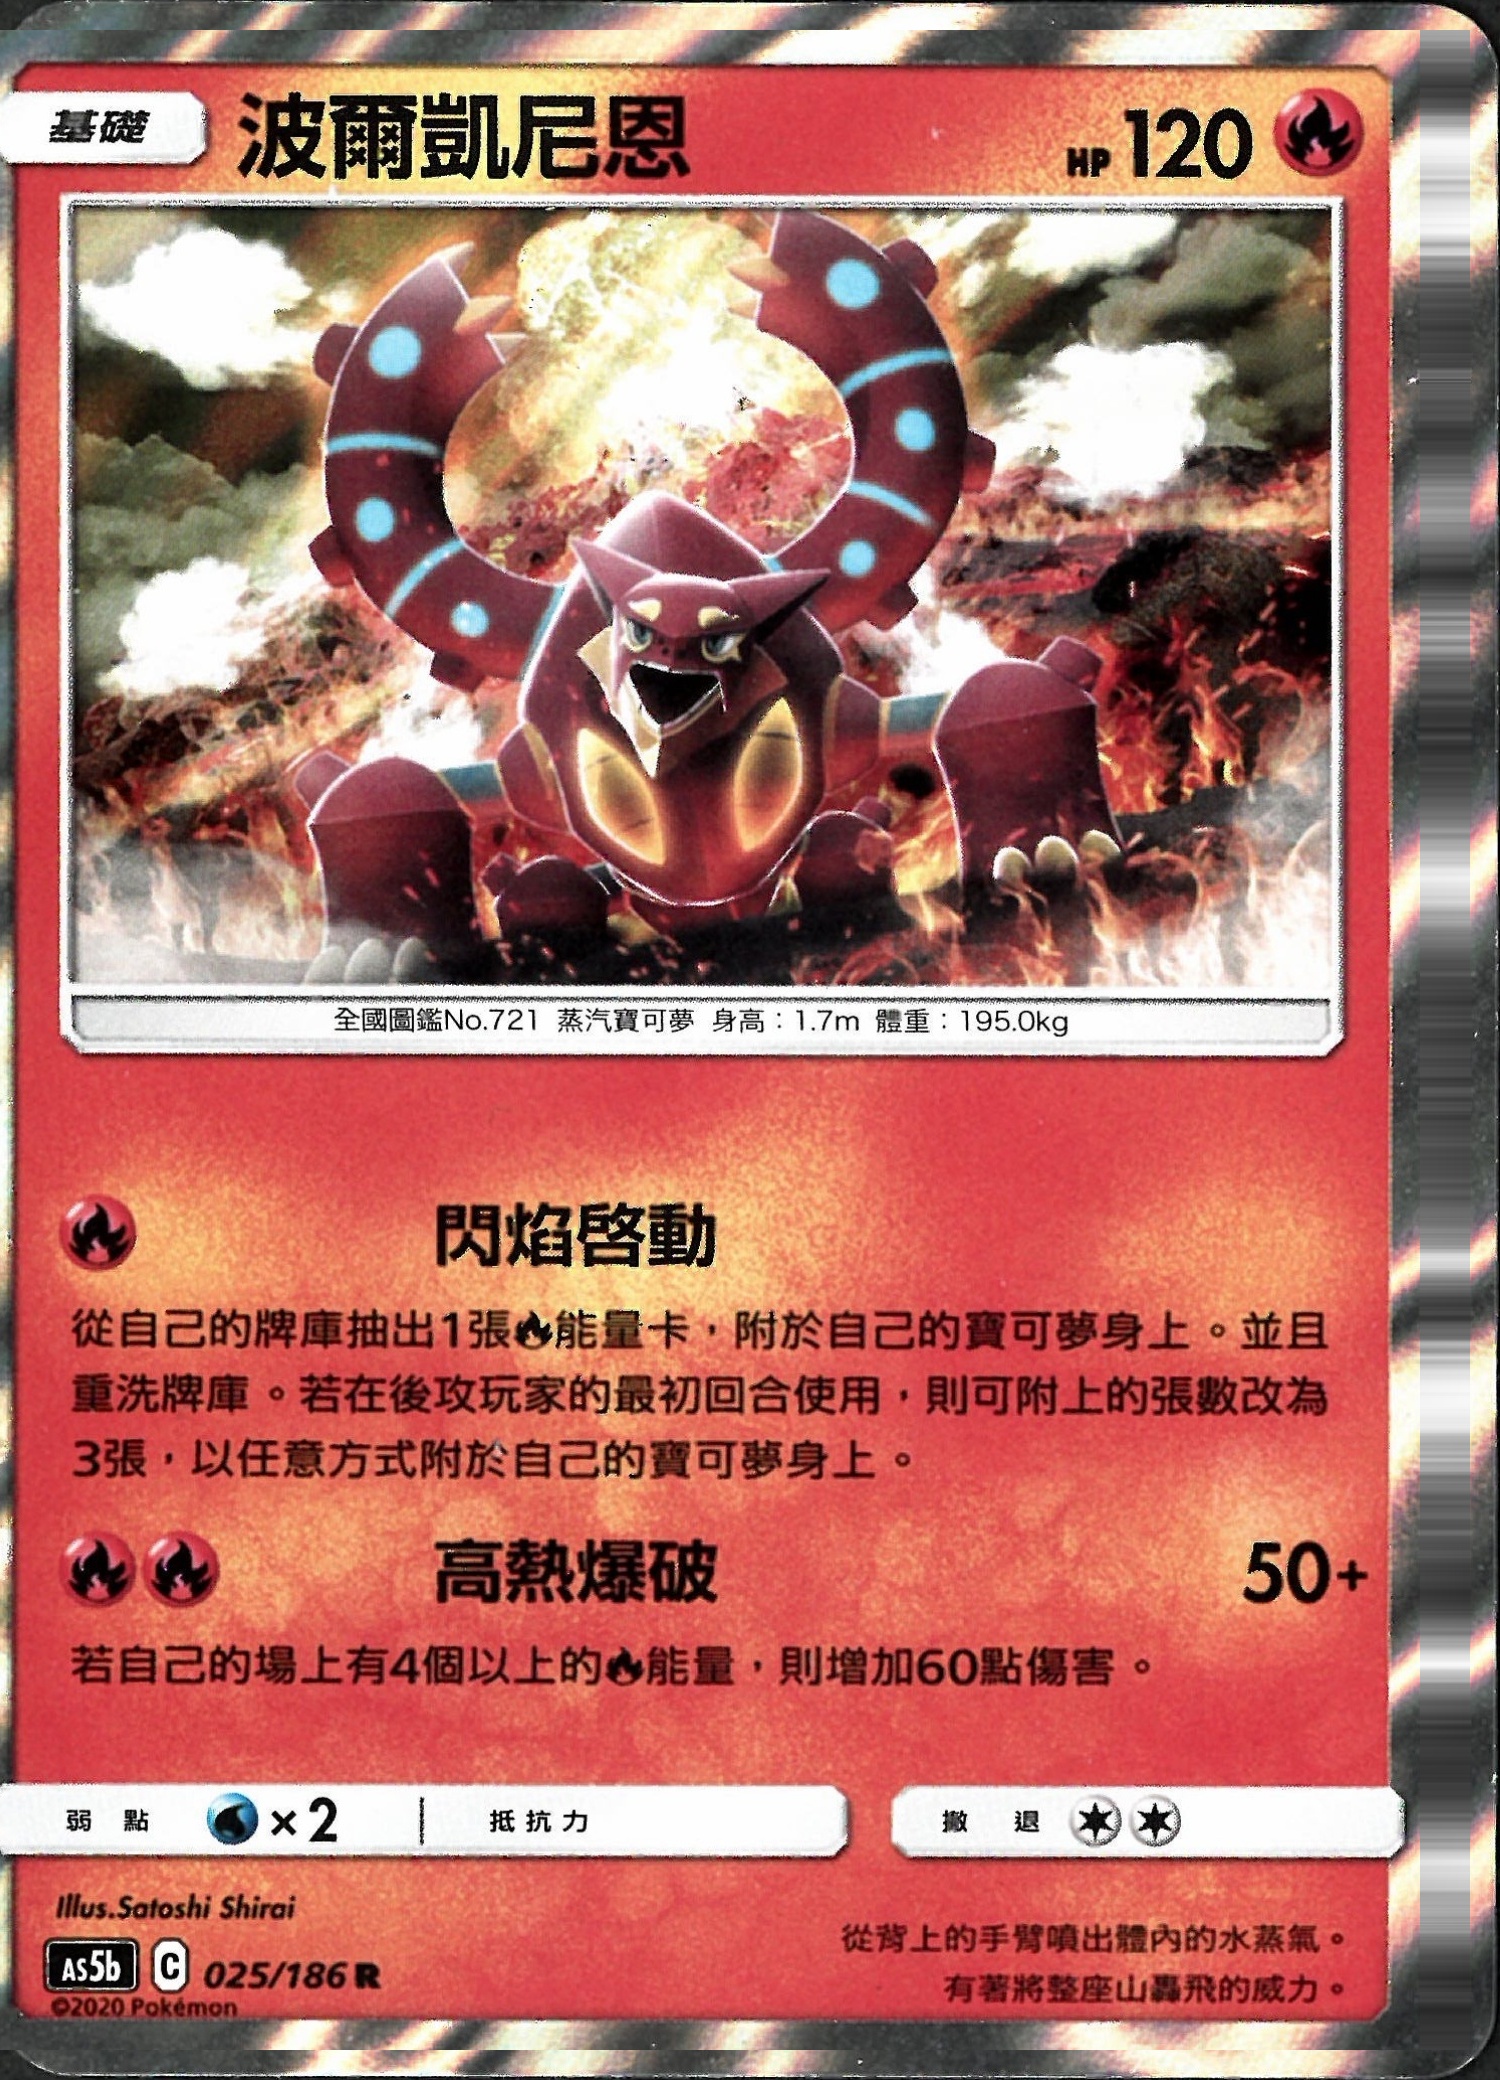 基礎
波爾凱尼恩
HP 120
全國圖鑑No.721 蒸汽寶可夢 身高：1.7m 體重：195.0kg
閃焰啓動
從自己的牌庫抽出1張能量卡，附於自己的寶可夢身上。並且
重洗牌庫。若在後攻玩家的最初回合使用，則可附上的張數改為
3張，以任意方式附於自己的寶可夢身上。
高熱爆破 50+
若自己的場上有4個以上的能量，則增加60點傷害。
弱點 ×2 抵抗力 撤退
Illus.Satoshi Shirai
AS5b C 025/186 R
©2020 Pokémon
從背上的手臂噴出體內的水蒸氣。
有著將整座山轟飛的威力。